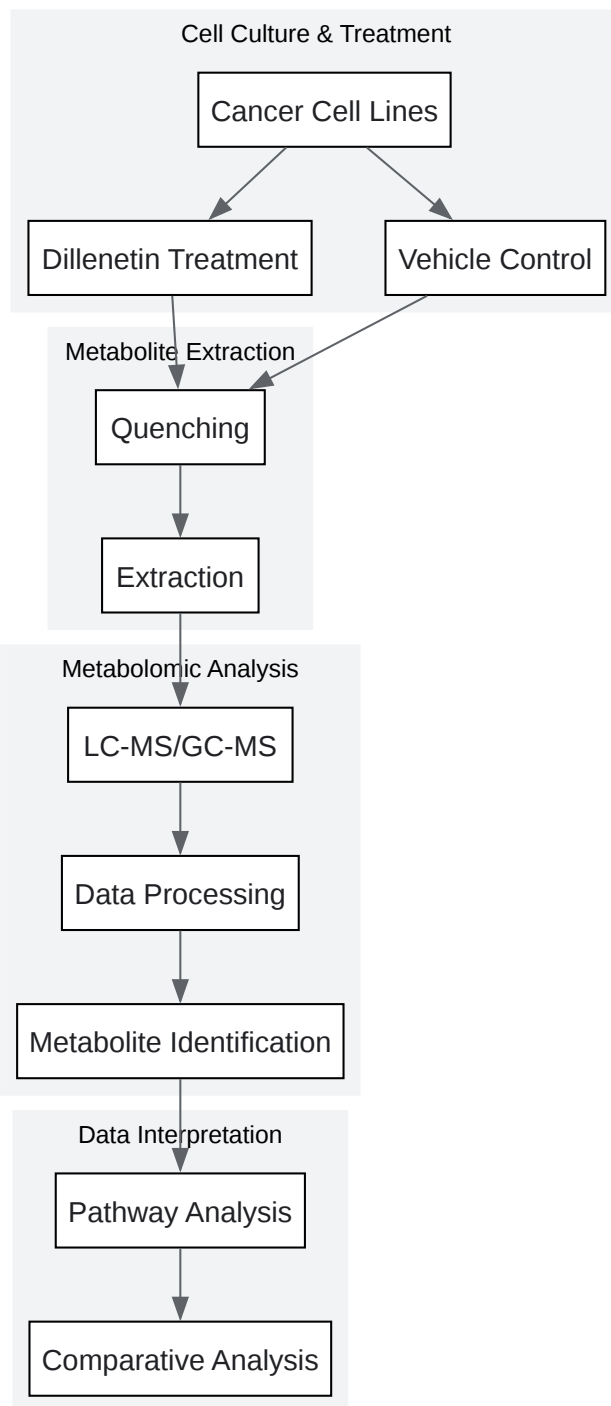 Cell Culture & Treatment
Cancer Cell Lines
Dillenetin Treatment
Vehicle Control
Metabolite Extraction
Quenching
Extraction
Metabolomic Analysis
LC-MS/GC-MS
Data Processing
Metabolite Identification
Data Interpretation
Pathway Analysis
Comparative Analysis